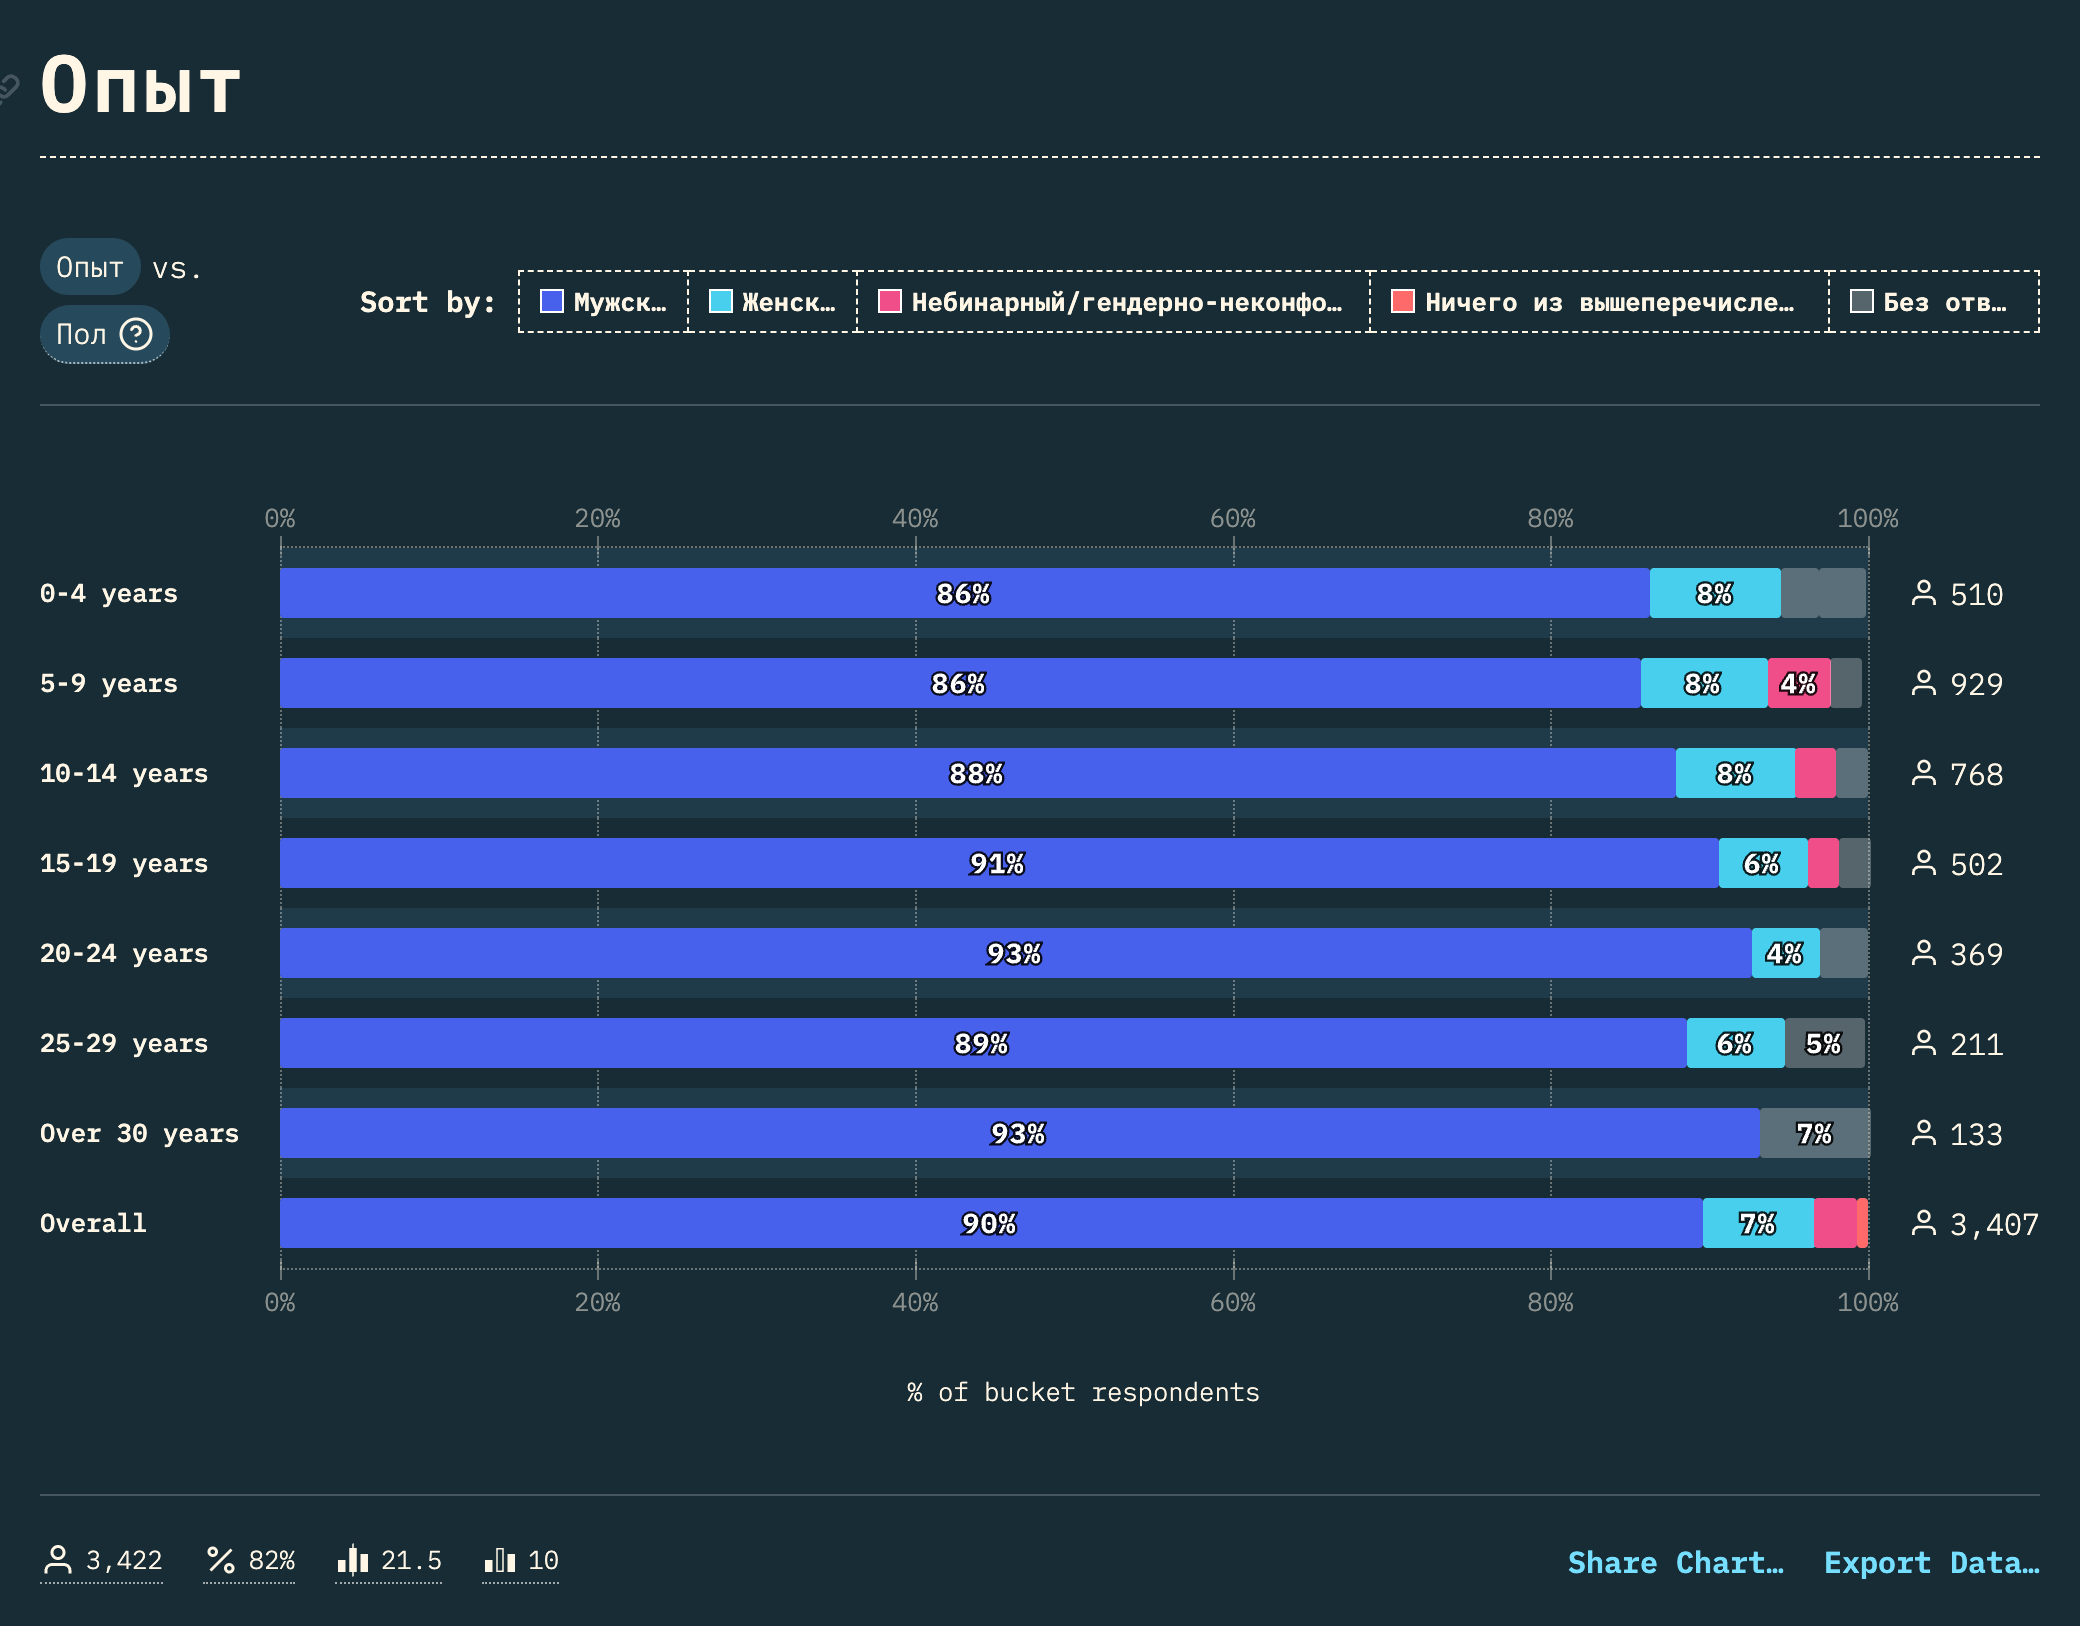 Опыт
Опыт vs.
Пол
Sort by: Мужск… Женск… Небинарный/гендерно-неконфо… Ничего из вышеперечисле… Без отв…
0% 20% 40% 60% 80% 100%
0-4 years 86% 8% 510
5-9 years 86% 8% 4% 929
10-14 years 88% 8% 768
15-19 years 91% 6% 502
20-24 years 93% 4% 369
25-29 years 89% 6% 5% 211
Over 30 years 93% 7% 133
Overall 90% 7% 3,407
0% 20% 40% 60% 80% 100%
% of bucket respondents
3,422 82% 21.5 10 Share Chart… Export Data…